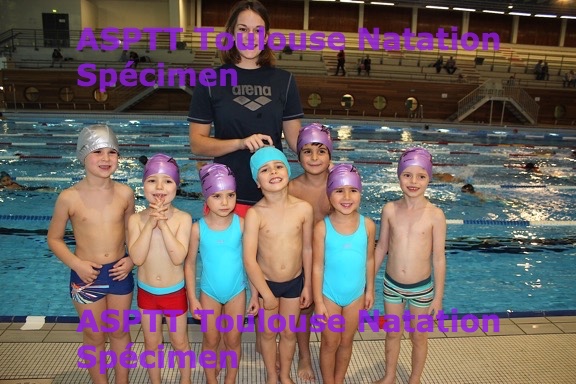 ASPTT Toulouse Natation
Spécimen
arena
ASPTT Toulouse Natation
Spécimen